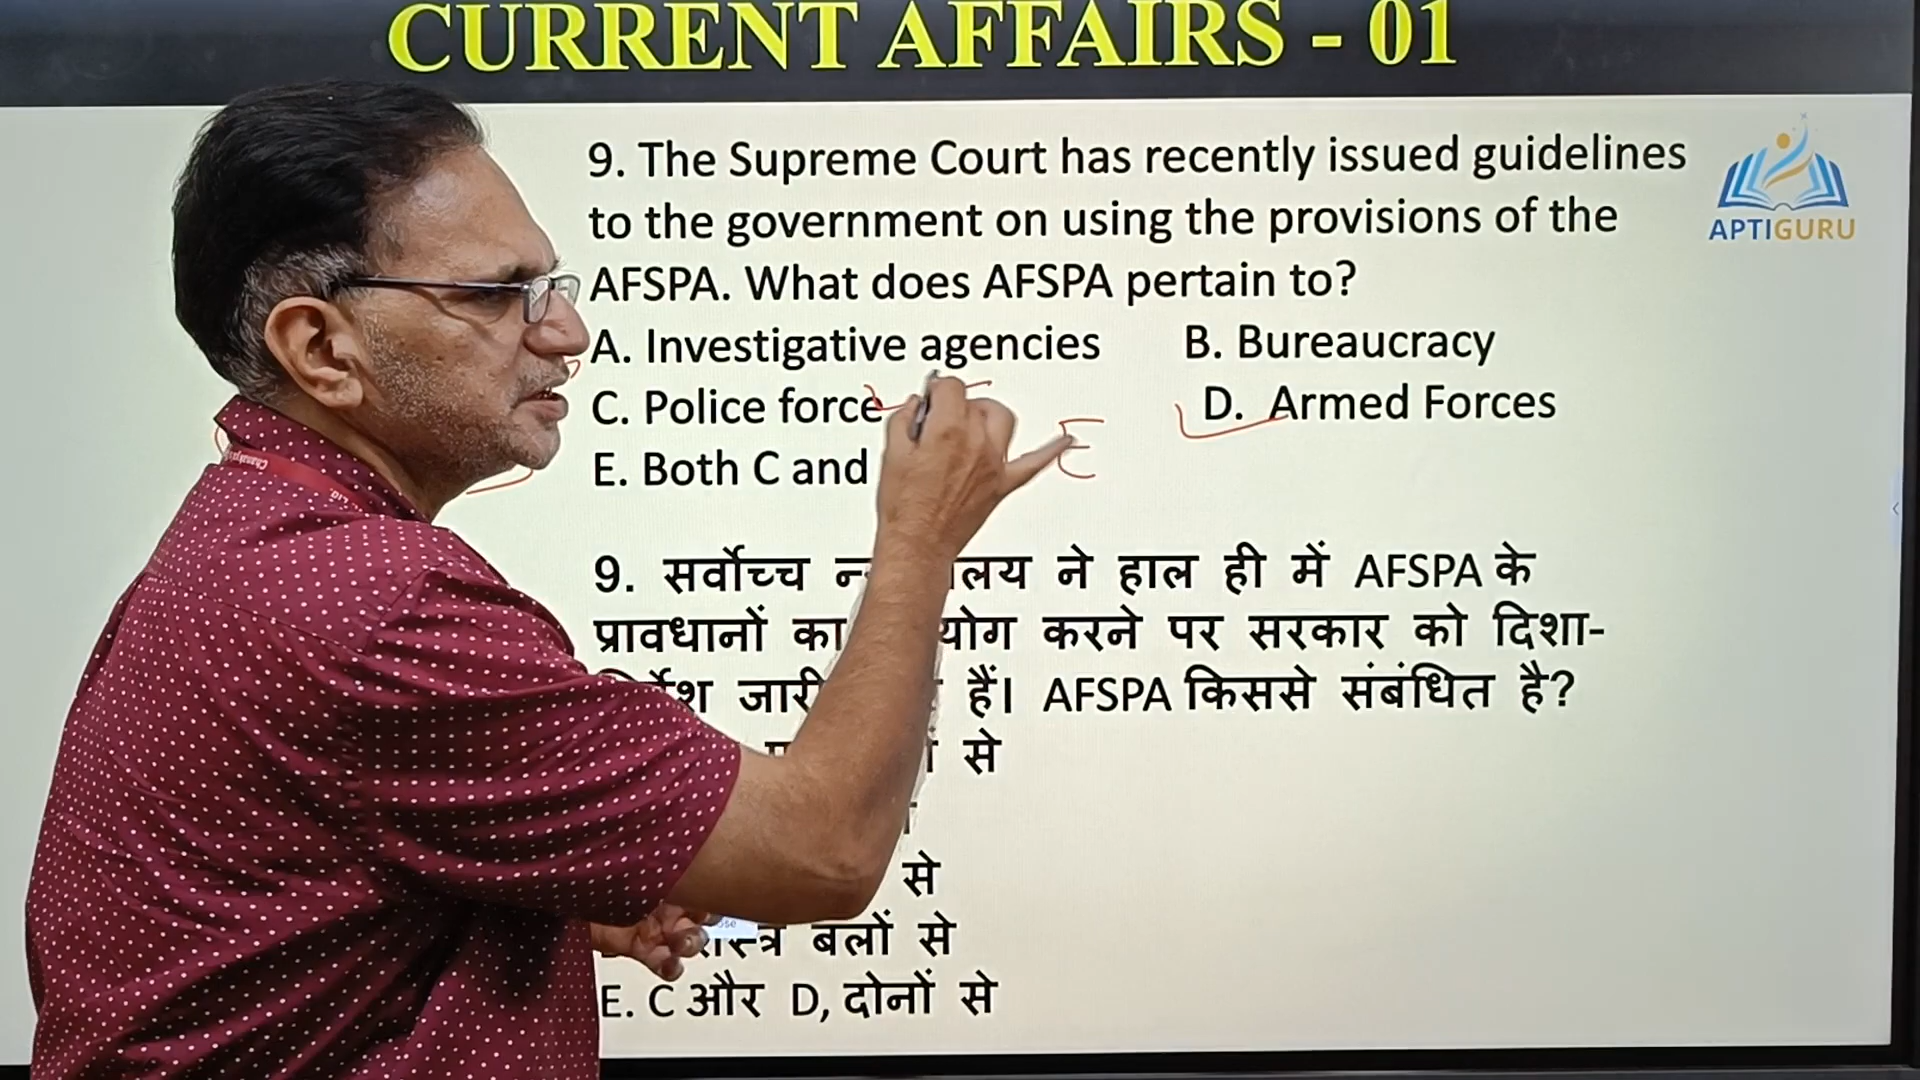 CURRENT AFFAIRS - 01
9. The Supreme Court has recently issued guidelines
to the government on using the provisions of the
AFSPA. What does AFSPA pertain to?
A. Investigative agencies B. Bureaucracy
C. Police force D. Armed Forces
E. Both C and
E
APTIGURU
9. सर्वोच्च लय ने हाल ही में AFSPA के
प्रावधानों का करने पर सरकार को दिशा-
जारी हैं। AFSPA किससे संबंधित है?
से
से
बलों से
E. C और D, दोनों से